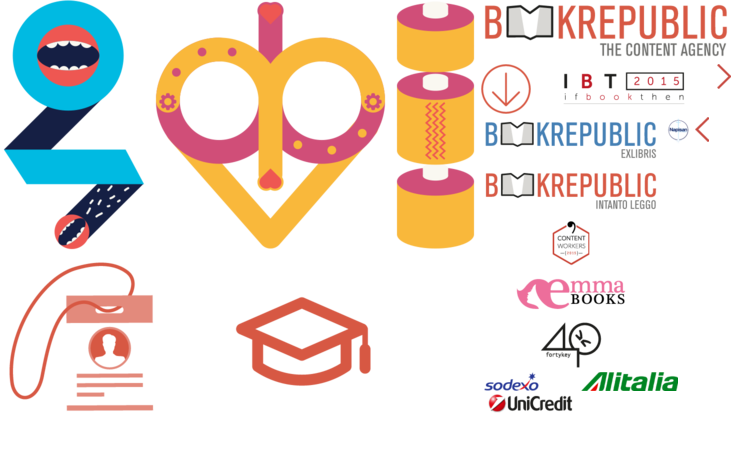 BOOKREPUBLIC
THE CONTENT AGENCY
IBT 2015
ifbookthen
BOOKREPUBLIC
EXLIBRIS
Napisan
BOOKREPUBLIC
INTANTO LEGGO
CONTENT
WORKERS
emma
BOOKS
fortykey
sodexo
Alitalia
UniCredit